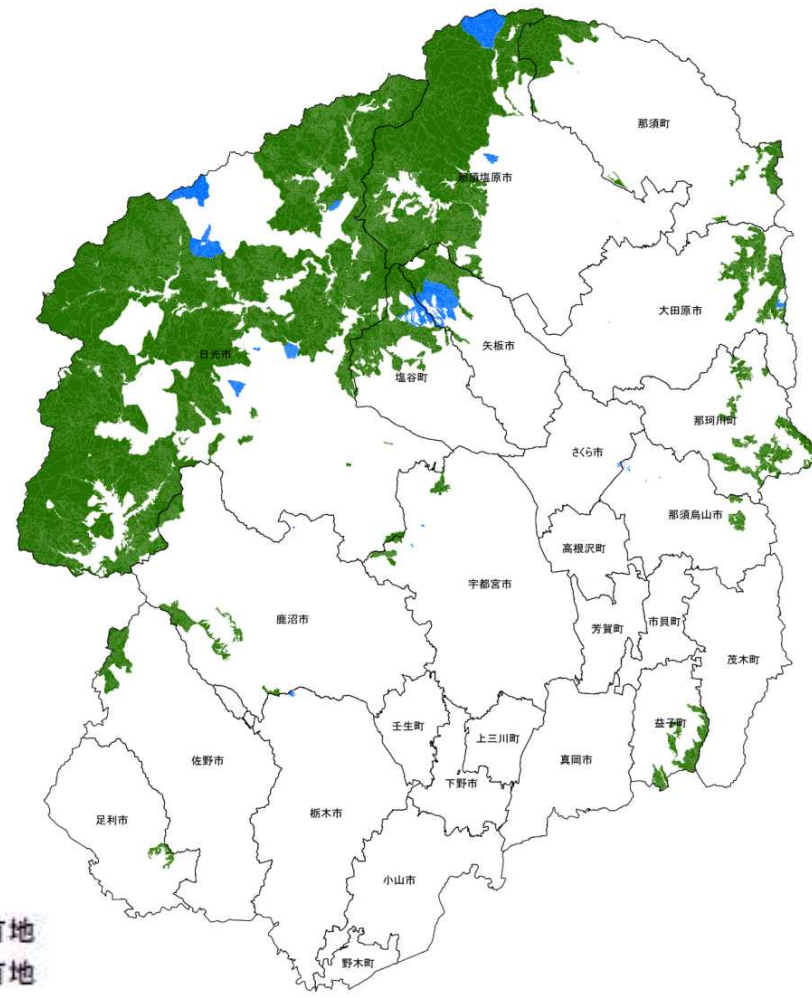 那須町
那須塩原市
大田原市
矢板市
日光市
塩谷町
那珂川町
さくら市
那須烏山市
高根沢町
宇都宮市
鹿沼市
芳賀町
市貝町
茂木町
壬生町
上三川町
益子町
佐野市
真岡市
下野市
足利市
栃木市
小山市
有地
有地
野木町